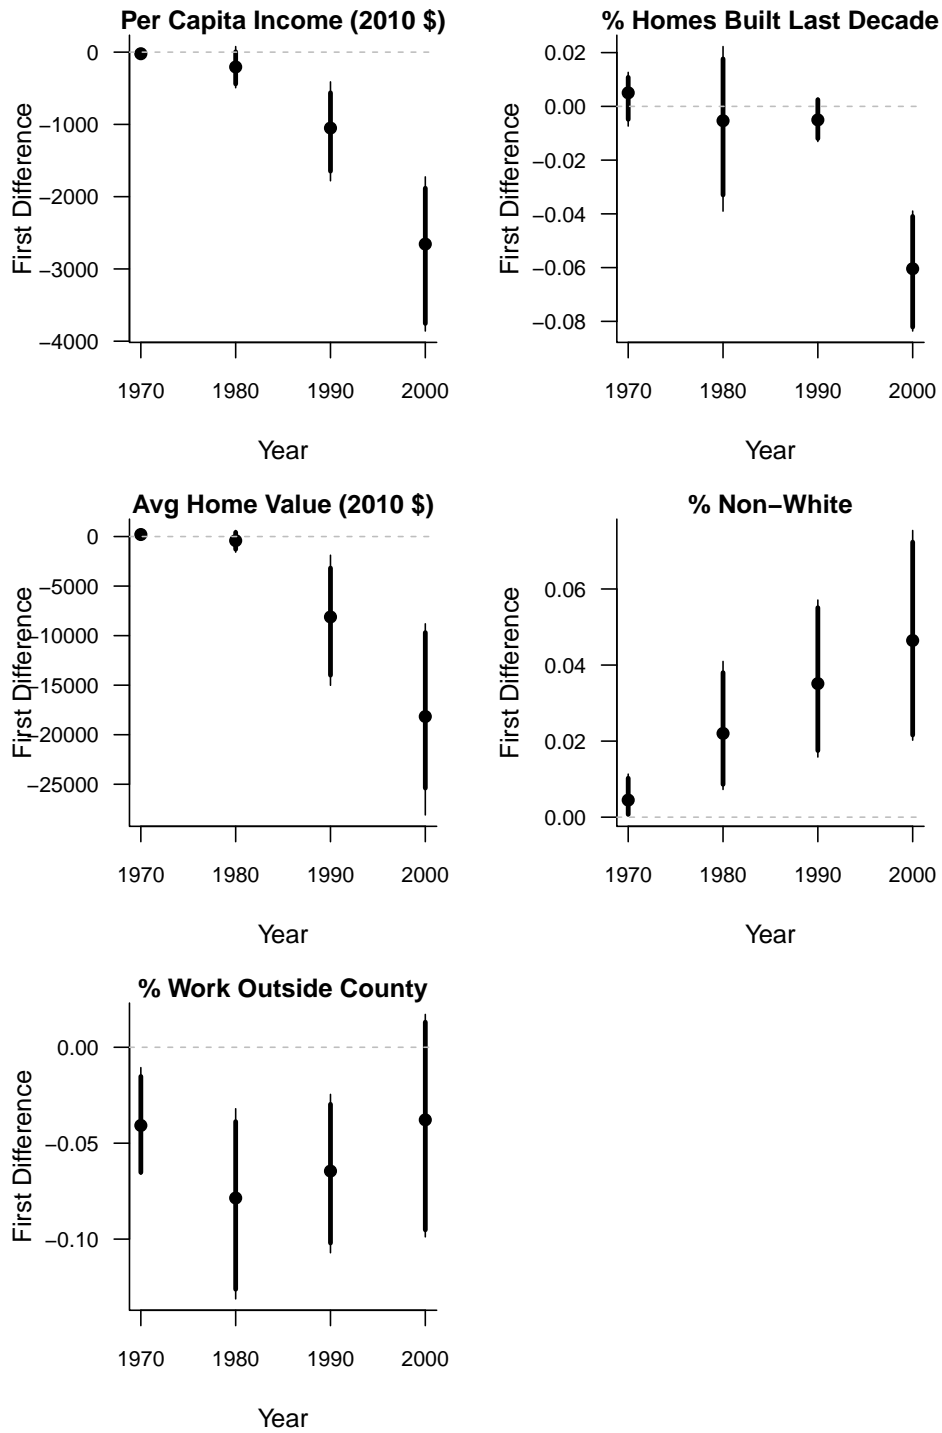 Per Capita Income (2010 $)
First Difference
0
−1000
−2000
−3000
−4000
1970 1980 1990 2000
Year
% Homes Built Last Decade
First Difference
0.02
0.00
−0.02
−0.04
−0.06
−0.08
1970 1980 1990 2000
Year
Avg Home Value (2010 $)
First Difference
0
−5000
−10000
−15000
−20000
−25000
1970 1980 1990 2000
Year
% Non−White
First Difference
0.06
0.04
0.02
0.00
1970 1980 1990 2000
Year
% Work Outside County
First Difference
0.00
−0.05
−0.10
1970 1980 1990 2000
Year